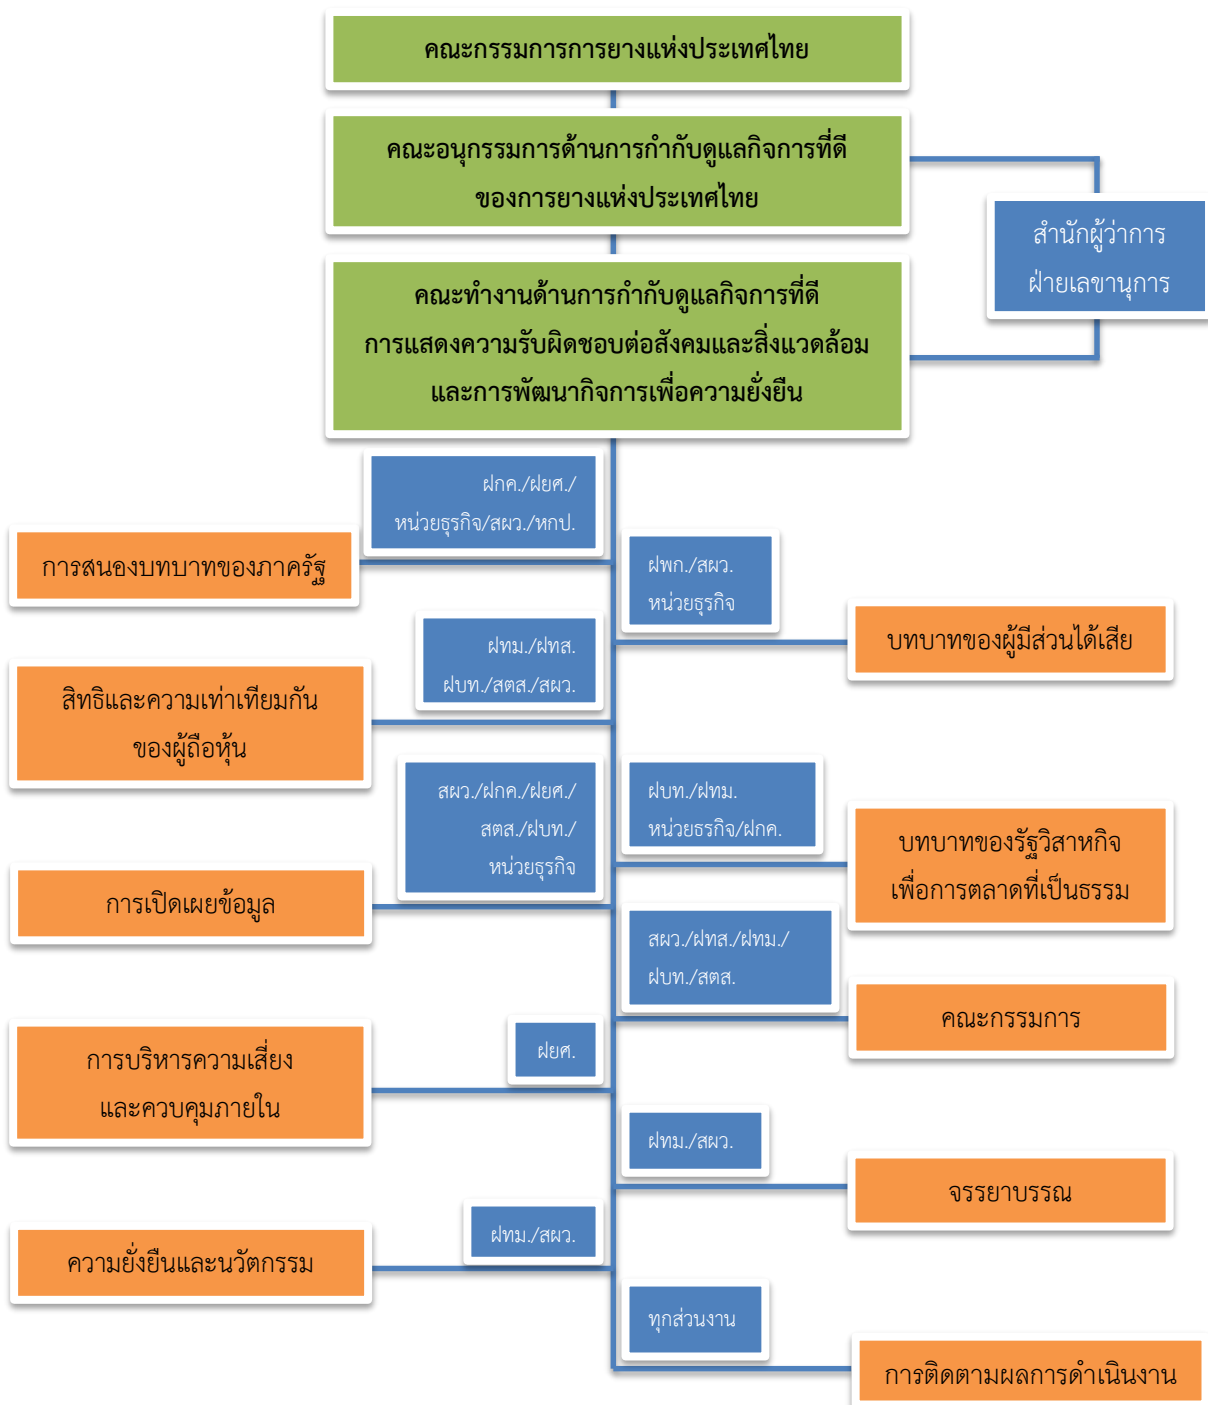 คณะกรรมการการยางแห่งประเทศไทย
คณะอนุกรรมการด้านการกำกับดูแลกิจการที่ดี
ของการยางแห่งประเทศไทย
สำนักผู้ว่าการ
ฝ่ายเลขานุการ
คณะทำงานด้านการกำกับดูแลกิจการที่ดี
การแสดงความรับผิดชอบต่อสังคมและสิ่งแวดล้อม
และการพัฒนากิจการเพื่อความยั่งยืน
ฝกค./ฝยศ./
หน่วยธุรกิจ/สผว./หกป.
การสนองบทบาทของภาครัฐ
ฝพก./สผว.
หน่วยธุรกิจ
บทบาทของผู้มีส่วนได้เสีย
ฝทม./ฝทส.
ฝบท./สตส./สผว.
สิทธิและความเท่าเทียมกัน
ของผู้ถือหุ้น
ฝบท./ฝทม.
หน่วยธุรกิจ/ฝกค.
บทบาทของรัฐวิสาหกิจ
เพื่อการตลาดที่เป็นธรรม
สผว./ฝกค./ฝยศ./
สตส./ฝบท./
หน่วยธุรกิจ
การเปิดเผยข้อมูล
สผว./ฝทส./ฝทม./
ฝบท./สตส.
คณะกรรมการ
ฝยศ.
การบริหารความเสี่ยง
และควบคุมภายใน
ฝทม./สผว.
จรรยาบรรณ
ฝทม./สผว.
ความยั่งยืนและนวัตกรรม
ทุกส่วนงาน
การติดตามผลการดำเนินงาน